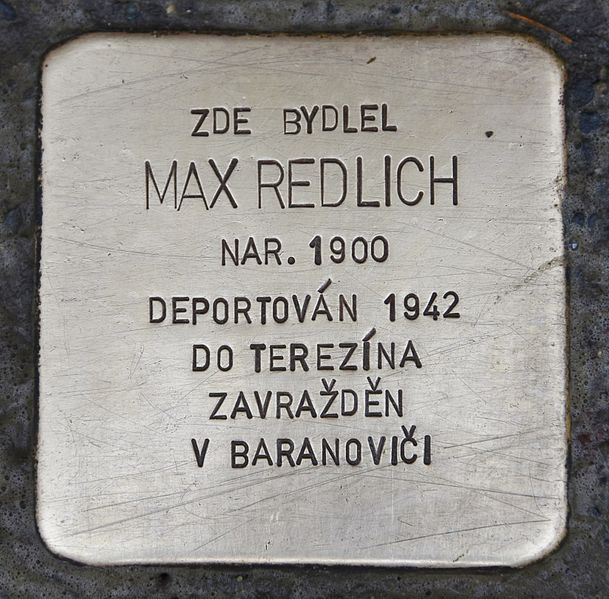 ZDE BYDLEL
MAX REDLICH
NAR. 1900
DEPORTOVÁN 1942
DO TEREZÍNA
ZAVRAŽDĚN
V BARANOVIČI